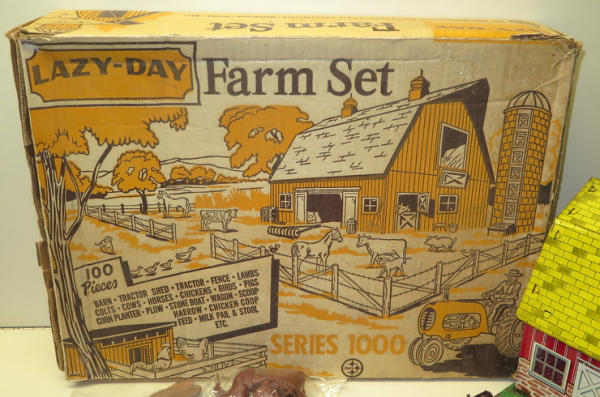 Farm Set
LAZY-DAY
Farm Set
100
Pieces
BARN • TRACTOR SHED • TRACTOR • FENCE • LAMBS
COLTS • COWS • HORSES • CHICKENS • BIRDS • PIGS
CORN PLANTER • PLOW • STONE BOAT • WAGON • SCOOP
HARROW • CHICKEN COOP
FEED • MILK PAIL & STOOL
ETC.
SERIES 1000